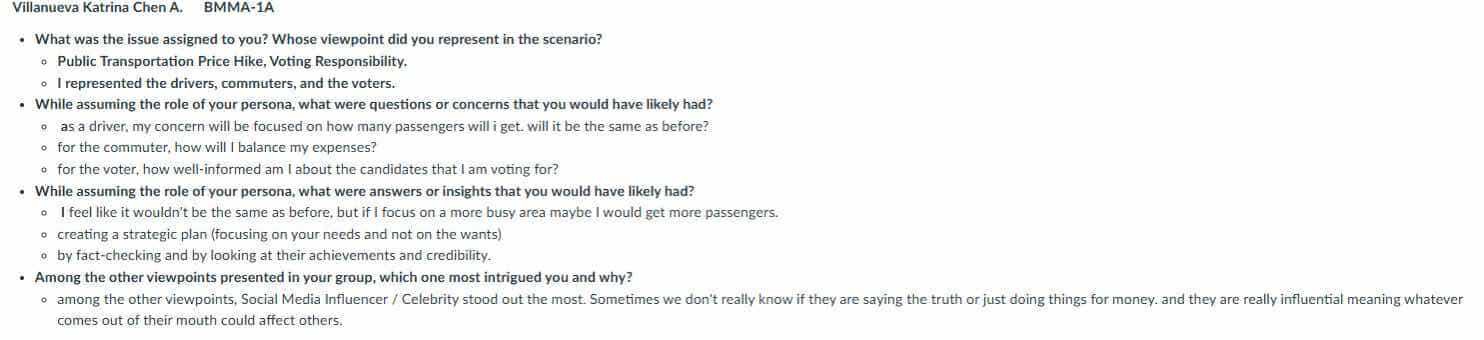 Villanueva Katrina Chen A. BMMA-1A
• What was the issue assigned to you? Whose viewpoint did you represent in the scenario?
◦ Public Transportation Price Hike, Voting Responsibility.
◦ I represented the drivers, commuters, and the voters.
• While assuming the role of your persona, what were questions or concerns that you would have likely had?
◦ as a driver, my concern will be focused on how many passengers will i get. will it be the same as before?
◦ for the commuter, how will I balance my expenses?
◦ for the voter, how well-informed am I about the candidates that I am voting for?
• While assuming the role of your persona, what were answers or insights that you would have likely had?
◦ I feel like it wouldn't be the same as before, but if I focus on a more busy area maybe I would get more passengers.
◦ creating a strategic plan (focusing on your needs and not on the wants)
◦ by fact-checking and by looking at their achievements and credibility.
• Among the other viewpoints presented in your group, which one most intrigued you and why?
◦ among the other viewpoints, Social Media Influencer / Celebrity stood out the most. Sometimes we don't really know if they are saying the truth or just doing things for money. and they are really influential meaning whatever
comes out of their mouth could affect others.